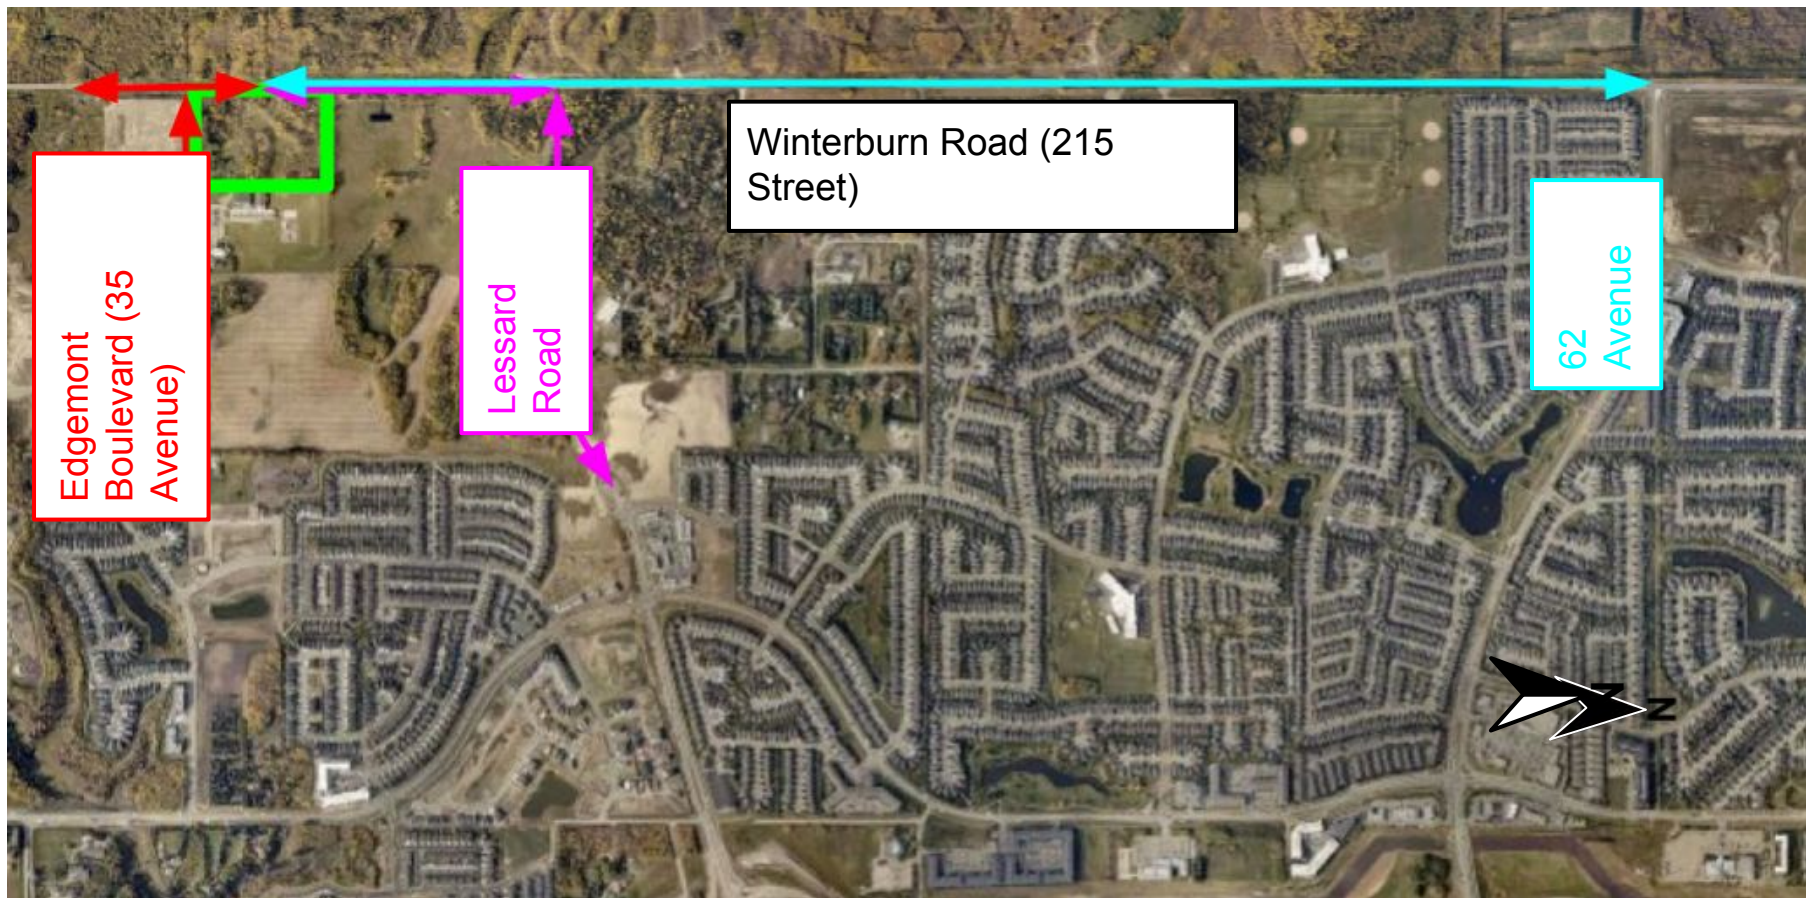 Winterburn Road (215
Street)
Edgemont
Boulevard (35
Avenue)
Lessard
Road
62
Avenue
N
N